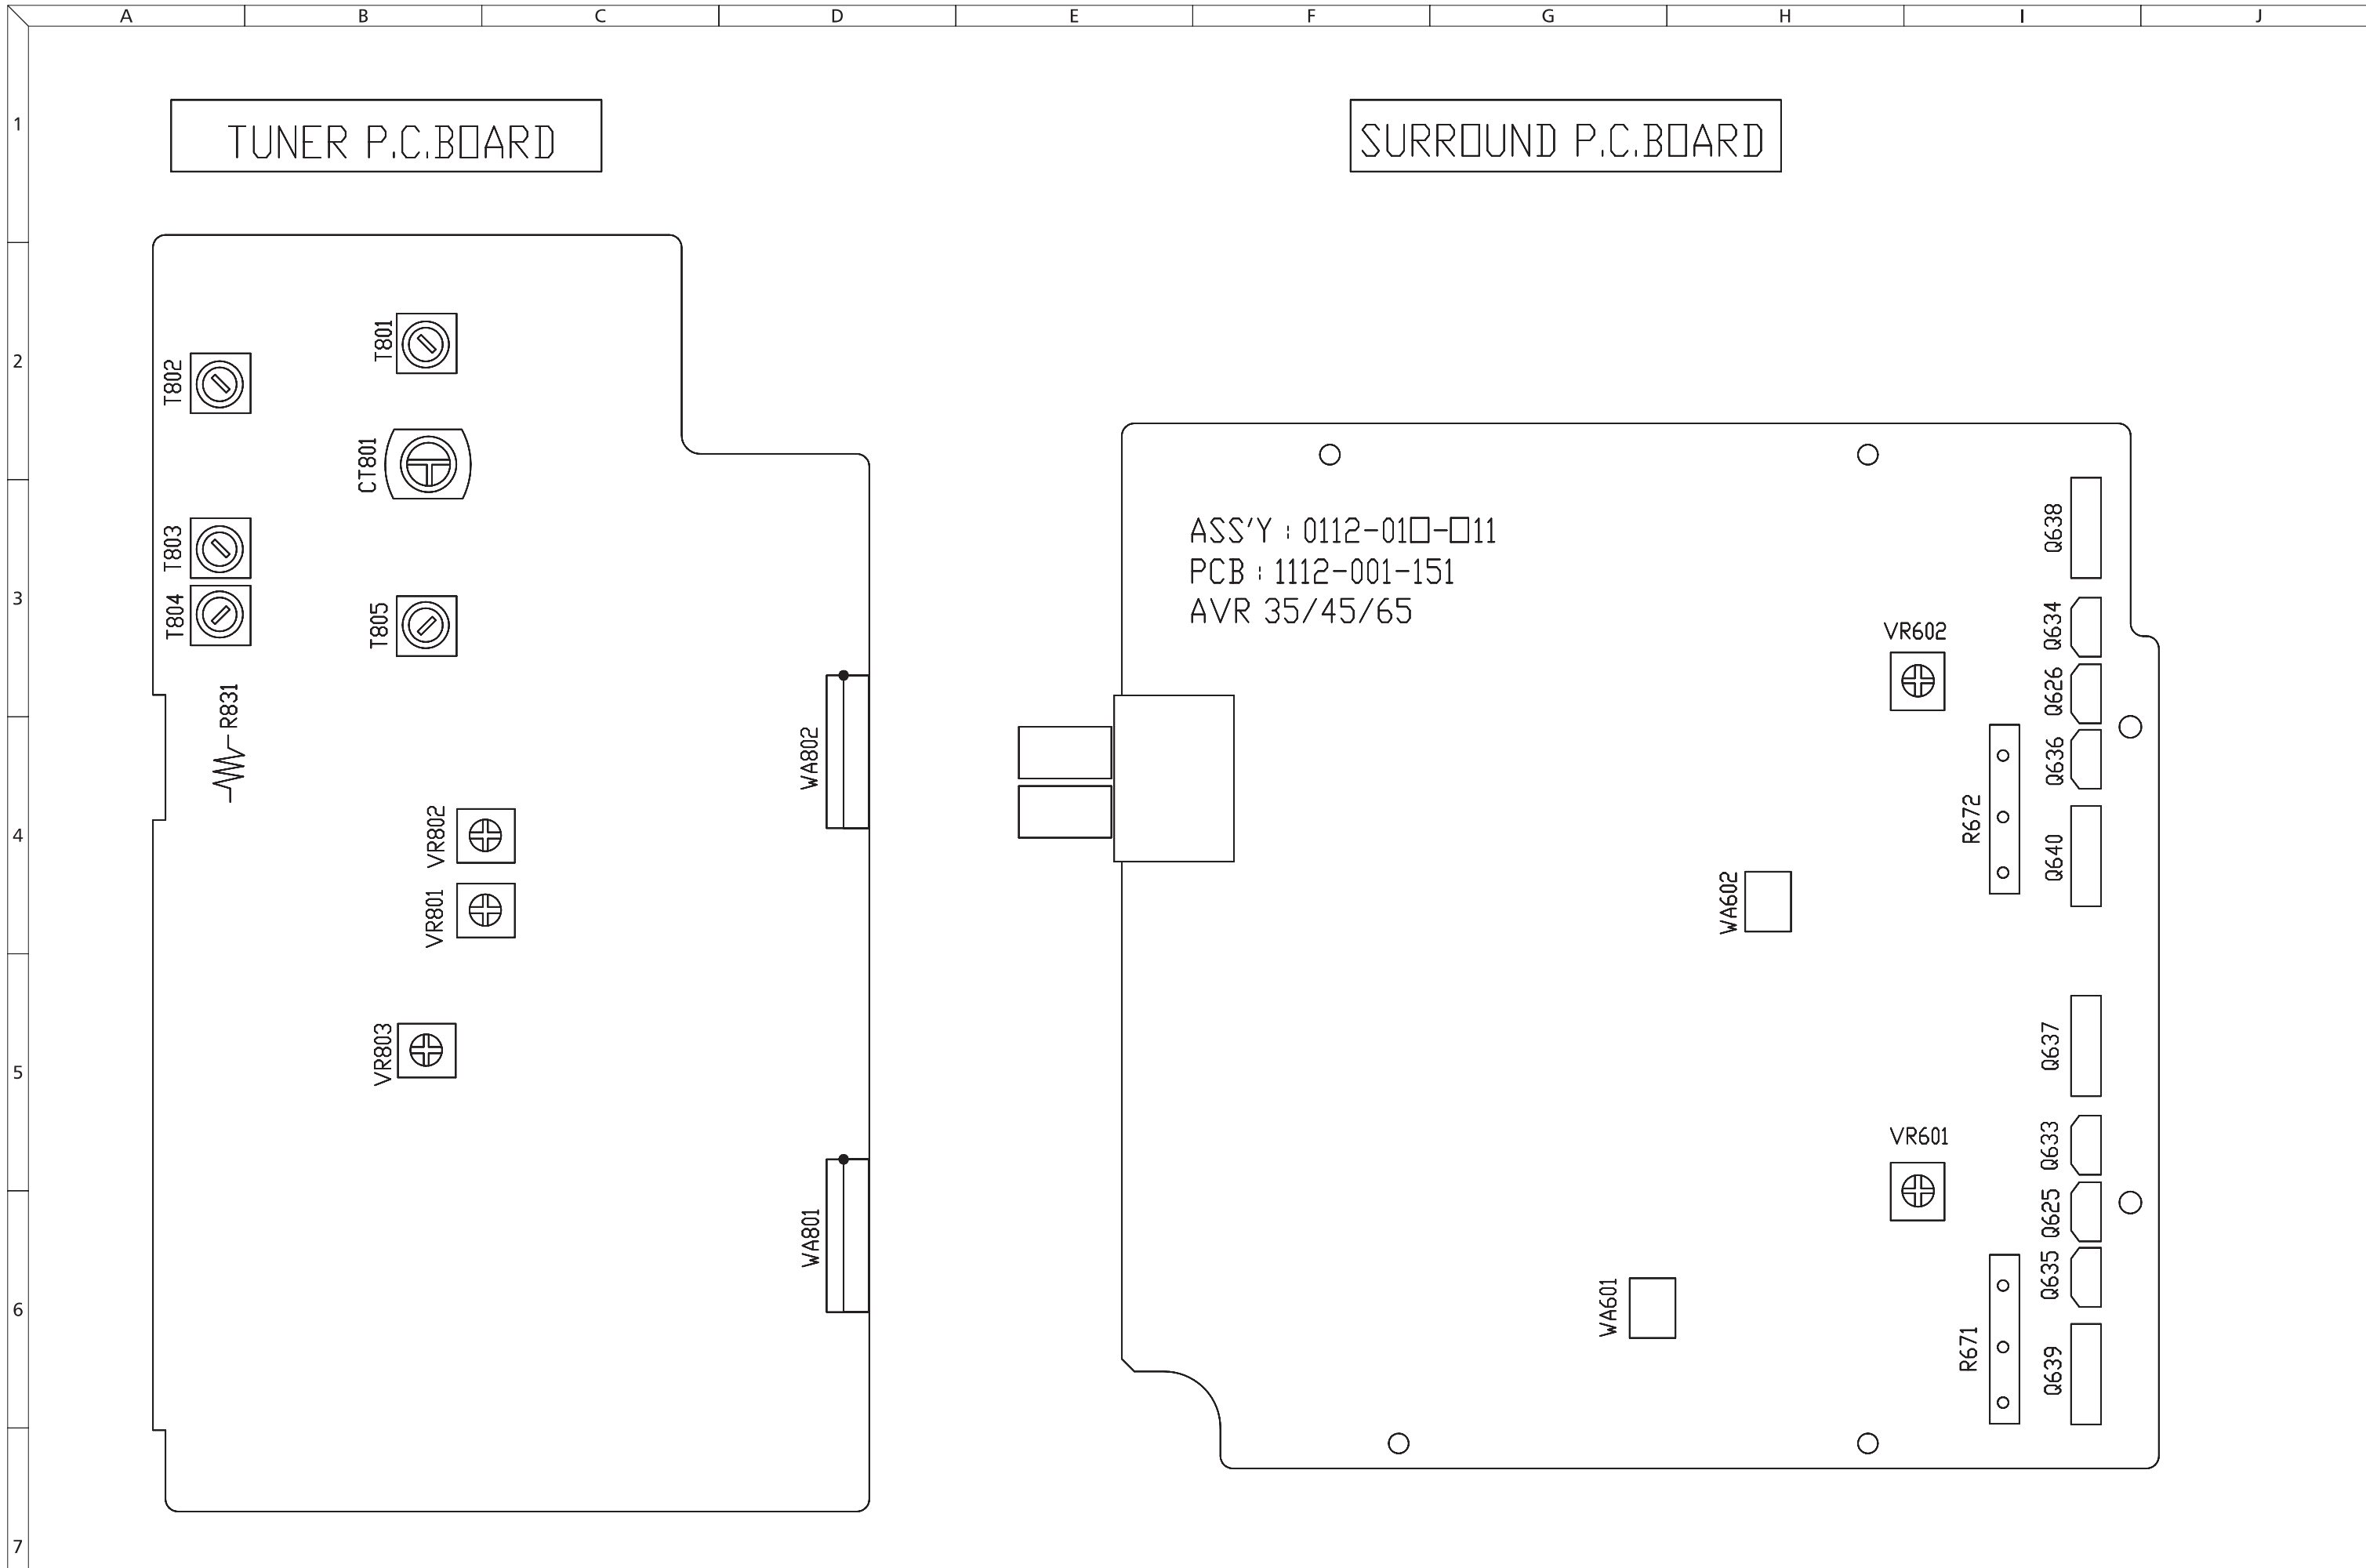 A B C D E F G H I J
1
2
3
4
5
6
7
TUNER P.C.BOARD
T801
T802
CT801
T803
T804
T805
R831
WA802
VR802
VR801
VR803
WA801
SURROUND P.C.BOARD
ASS'Y : 0112-01□-□11
PCB : 1112-001-151
AVR 35/45/65
Q638
Q634
VR602
Q626
Q636
R672
Q640
WA602
Q637
VR601
Q633
Q625
Q635
WA601
R671
Q639